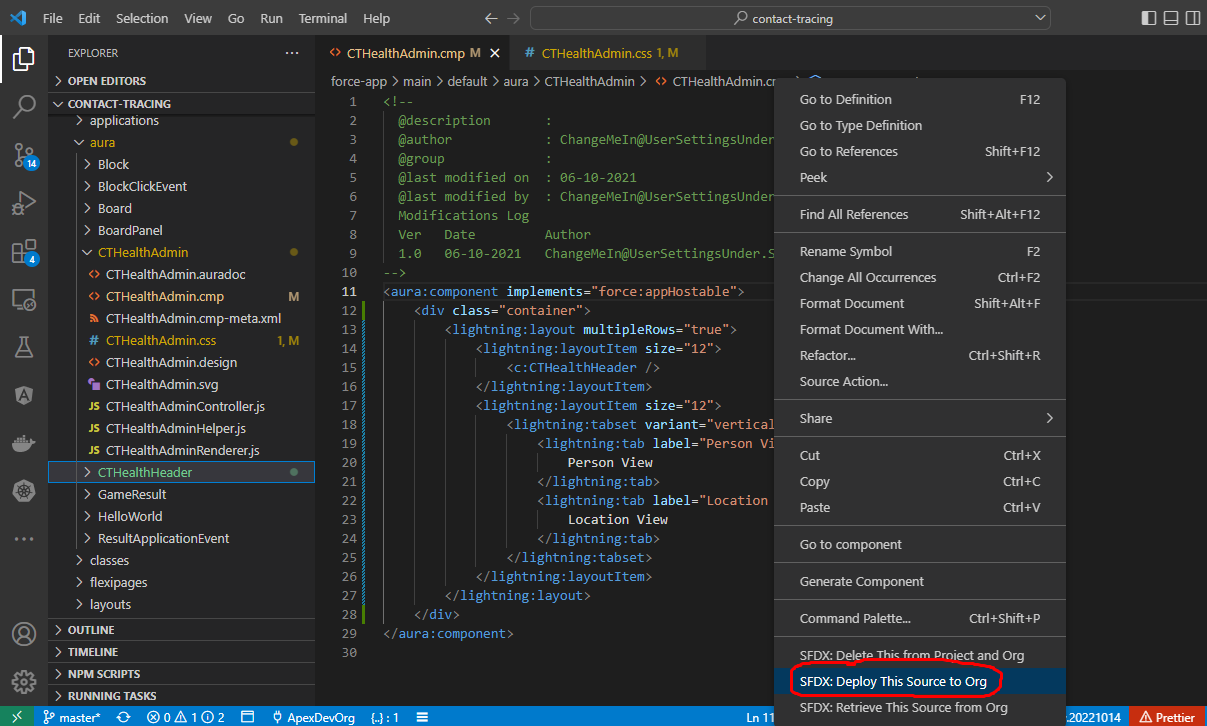 File Edit Selection View Go Run Terminal Help
contact-tracing
EXPLORER
OPEN EDITORS
CONTACT-TRACING
applications
aura
Block
BlockClickEvent
Board
BoardPanel
CTHealthAdmin
CTHealthAdmin.auradoc
CTHealthAdmin.cmp M
CTHealthAdmin.cmp-meta.xml
CTHealthAdmin.css 1, M
CTHealthAdmin.design
CTHealthAdmin.svg
JS CTHealthAdminController.js
JS CTHealthAdminHelper.js
JS CTHealthAdminRenderer.js
CTHealthHeader
GameResult
HelloWorld
ResultApplicationEvent
classes
flexipages
layouts
OUTLINE
TIMELINE
NPM SCRIPTS
RUNNING TASKS
14
4
CTHealthAdmin.cmp M
# CTHealthAdmin.css 1, M
force-app > main > default > aura > CTHealthAdmin > CTHealthAdmin.cm
1 <!--
2 @description :
3 @author : ChangeMeIn@UserSettingsUnder
4 @group :
5 @last modified on : 06-10-2021
6 @last modified by : ChangeMeIn@UserSettingsUnder
7 Modifications Log
8 Ver Date Author
9 1.0 06-10-2021 ChangeMeIn@UserSettingsUnder.S
10 -->
11 <aura:component implements="force:appHostable">
12 <div class="container">
13 <lightning:layout multipleRows="true">
14 <lightning:layoutItem size="12">
15 <c:CTHealthHeader />
16 </lightning:layoutItem>
17 <lightning:layoutItem size="12">
18 <lightning:tabset variant="vertical
19 <lightning:tab label="Person Vi
20 Person View
21 </lightning:tab>
22 <lightning:tab label="Location
23 Location View
24 </lightning:tab>
25 </lightning:tabset>
26 </lightning:layoutItem>
27 </lightning:layout>
28 </div>
29 </aura:component>
30
Go to Definition F12
Go to Type Definition
Go to References Shift+F12
Peek
Find All References Shift+Alt+F12
Rename Symbol F2
Change All Occurrences Ctrl+F2
Format Document Shift+Alt+F
Format Document With...
Refactor... Ctrl+Shift+R
Source Action...
Share
Cut Ctrl+X
Copy Ctrl+C
Paste Ctrl+V
Go to component
Generate Component
Command Palette... Ctrl+Shift+P
SFDX: Delete This from Project and Org
SFDX: Deploy This Source to Org
SFDX: Retrieve This Source from Org
master* 0 1 2 ApexDevOrg {..} : 1 Ln 11 .20221014 Prettier